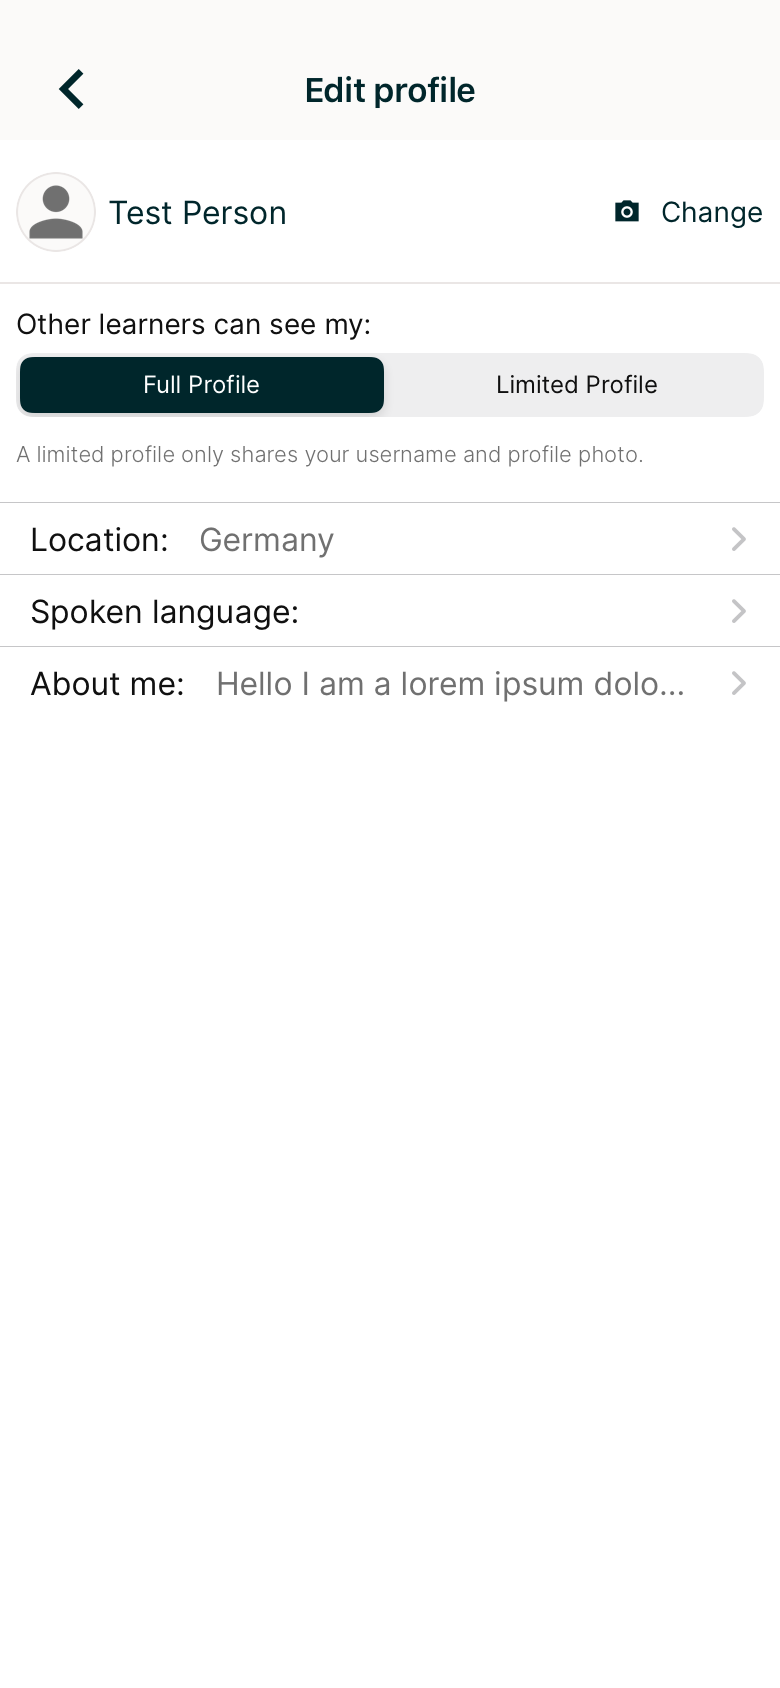 Edit profile
Test Person
Change
Other learners can see my:
Full Profile
Limited Profile
A limited profile only shares your username and profile photo.
Location: Germany
Spoken language:
About me: Hello I am a lorem ipsum dolo...